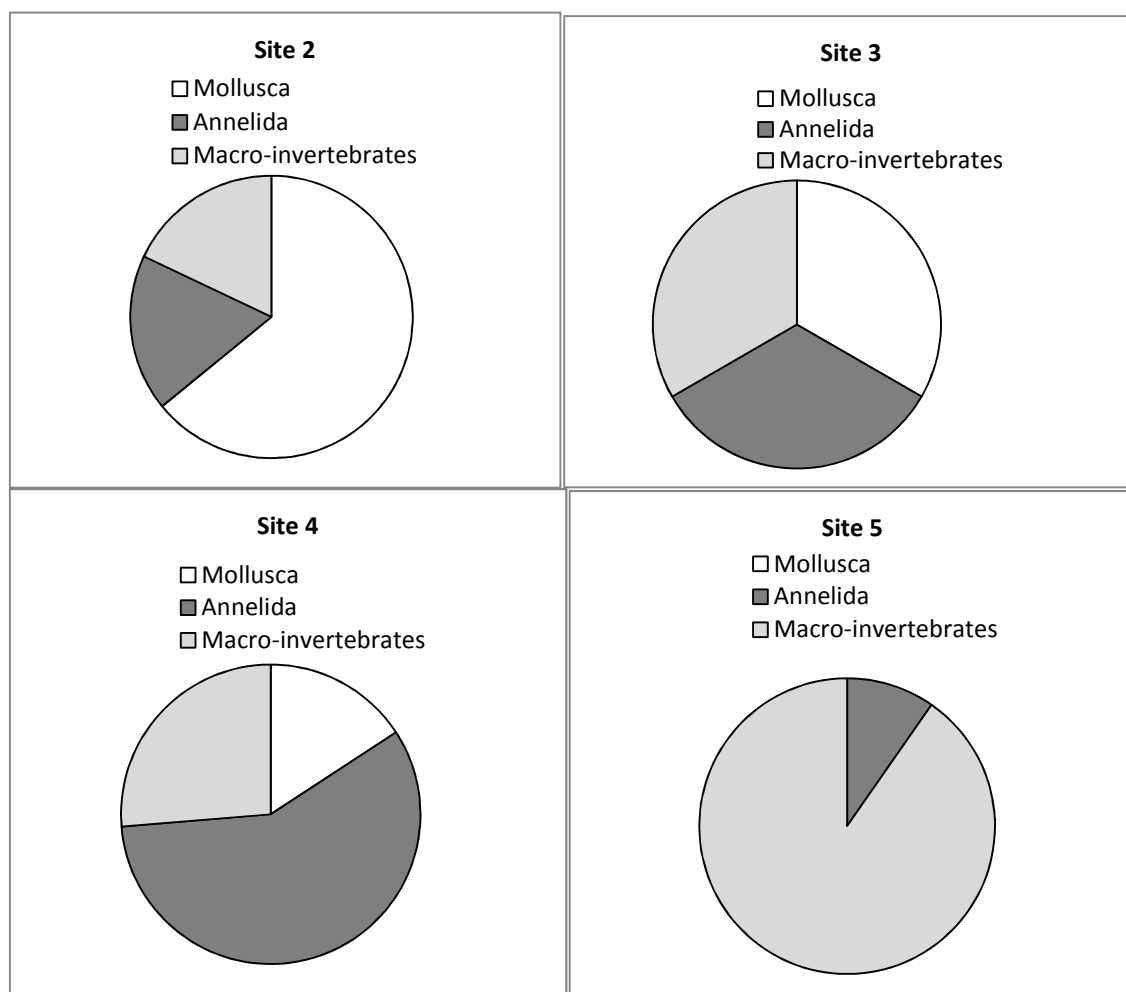 Site 2
Mollusca
Annelida
Macro-invertebrates
Site 3
Mollusca
Annelida
Macro-invertebrates
Site 4
Mollusca
Annelida
Macro-invertebrates
Site 5
Mollusca
Annelida
Macro-invertebrates